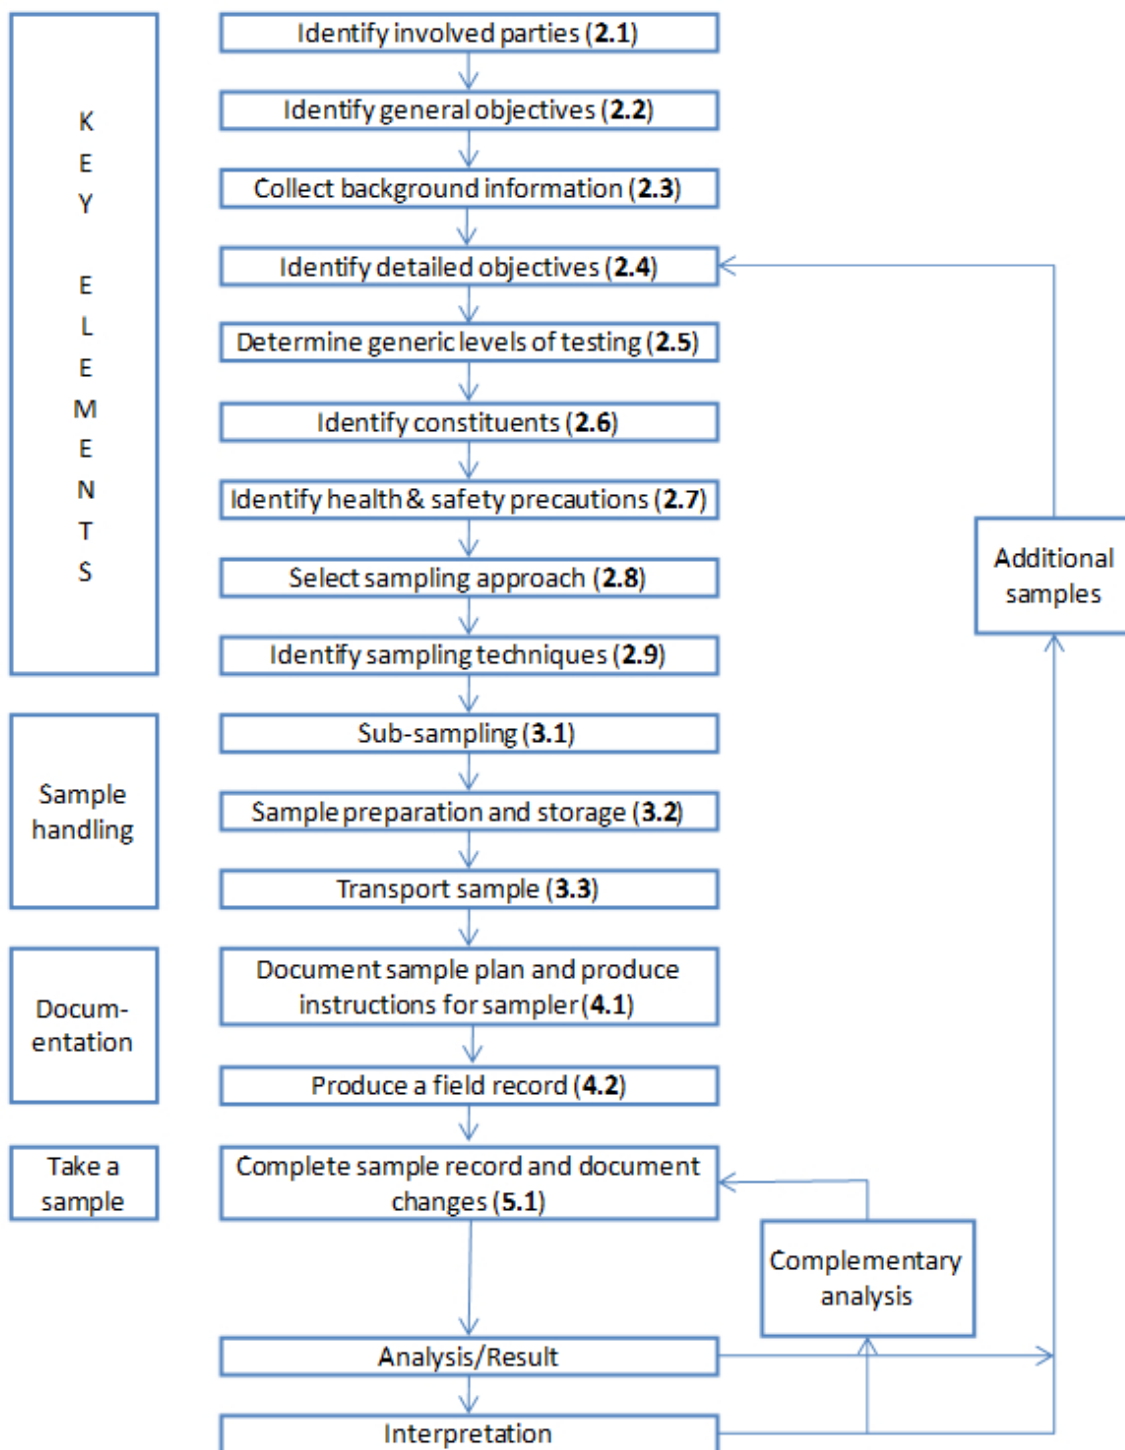 KEY ELEMENTS
Identify involved parties (2.1)
Identify general objectives (2.2)
Collect background information (2.3)
Identify detailed objectives (2.4)
Determine generic levels of testing (2.5)
Identify constituents (2.6)
Identify health & safety precautions (2.7)
Select sampling approach (2.8)
Identify sampling techniques (2.9)
Additional
samples
Sample
handling
Sub-sampling (3.1)
Sample preparation and storage (3.2)
Transport sample (3.3)
Docum-
entation
Document sample plan and produce
instructions for sampler (4.1)
Produce a field record (4.2)
Take a
sample
Complete sample record and document
changes (5.1)
Complementary
analysis
Analysis/Result
Interpretation